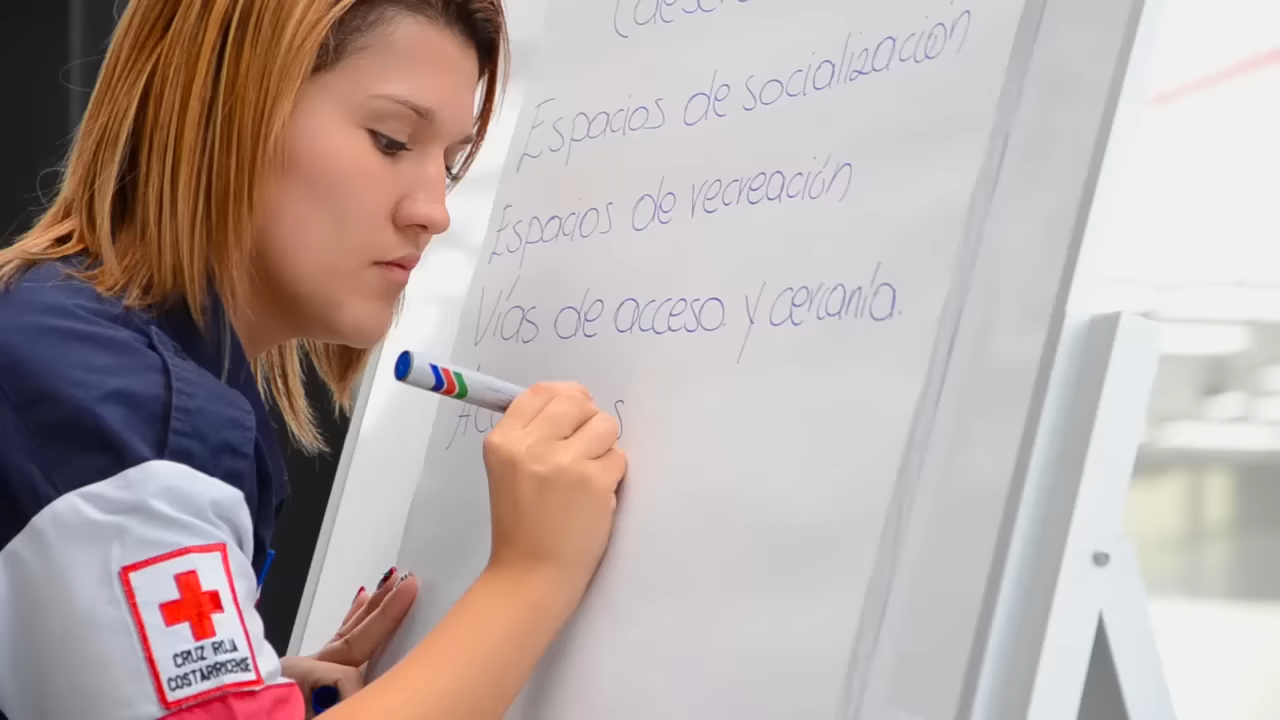 Espacios de socialización
Espacios de recreación
Vías de acceso y cercanía.
CRUZ ROJA
COSTARRICENSE